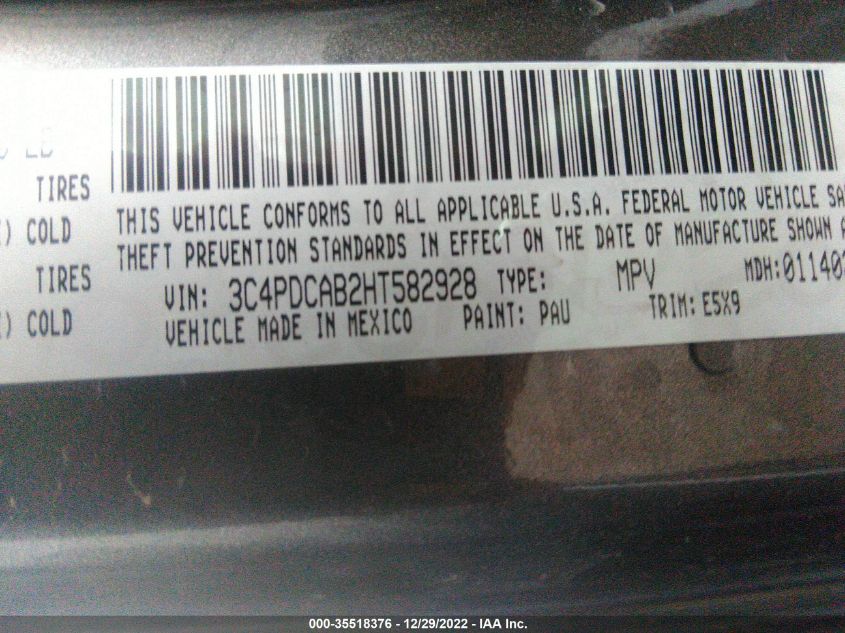 TIRES
COLD
TIRES
COLD
THIS VEHICLE CONFORMS TO ALL APPLICABLE U.S.A. FEDERAL MOTOR VEHICLE SA
THEFT PREVENTION STANDARDS IN EFFECT ON THE DATE OF MANUFACTURE SHOWN A
VIN: 3C4PDCAB2HT582928 TYPE: MPV MDH:01140
VEHICLE MADE IN MEXICO PAINT: PAU TRIM: E5X9
000-35518376 - 12/29/2022 - IAA Inc.